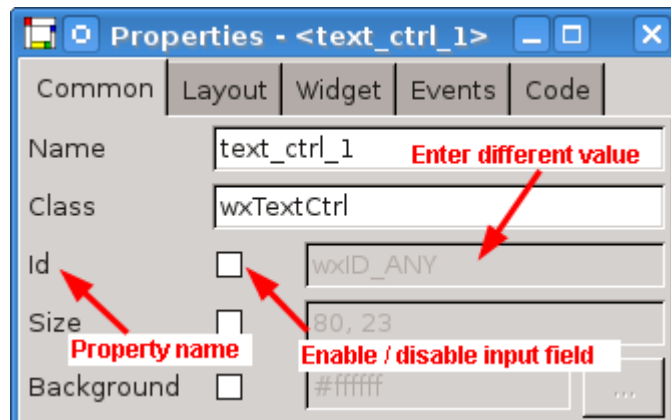 Properties - <text_ctrl_1>
Common Layout Widget Events Code
Name text_ctrl_1 Enter different value
Class wxTextCtrl
Id wxID_ANY
Size 80, 23
Property name Enable / disable input field
Background #ffffff ...